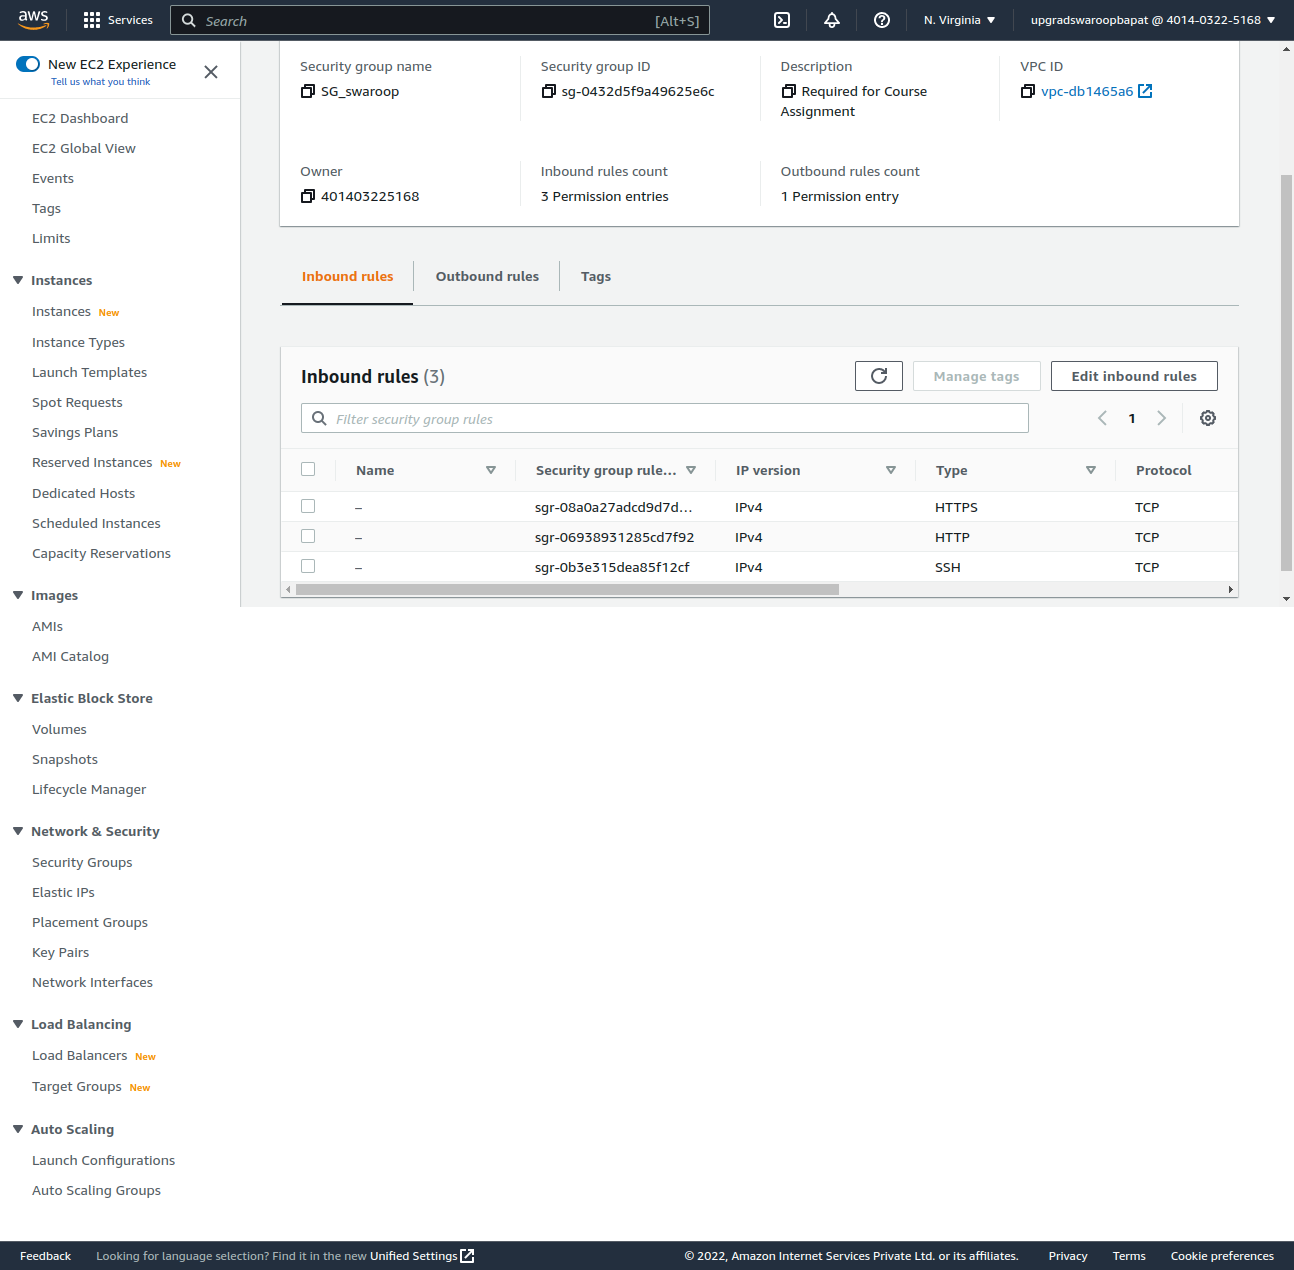 aws Services Search [Alt+S] N. Virginia upgradswaroopbapat @ 4014-0322-5168
New EC2 Experience
Tell us what you think
EC2 Dashboard
EC2 Global View
Events
Tags
Limits
Instances
Instances New
Instance Types
Launch Templates
Spot Requests
Savings Plans
Reserved Instances New
Dedicated Hosts
Scheduled Instances
Capacity Reservations
Images
AMIs
AMI Catalog
Elastic Block Store
Volumes
Snapshots
Lifecycle Manager
Network & Security
Security Groups
Elastic IPs
Placement Groups
Key Pairs
Network Interfaces
Load Balancing
Load Balancers New
Target Groups New
Auto Scaling
Launch Configurations
Auto Scaling Groups
Security group name
SG_swaroop
Security group ID
sg-0432d5f9a49625e6c
Description
Required for Course
Assignment
VPC ID
vpc-db1465a6
Owner
401403225168
Inbound rules count
3 Permission entries
Outbound rules count
1 Permission entry
Inbound rules Outbound rules Tags
Inbound rules (3) Manage tags Edit inbound rules
Filter security group rules 1
Name Security group rule... IP version Type Protocol
– sgr-08a0a27adcd9d7d... IPv4 HTTPS TCP
– sgr-06938931285cd7f92 IPv4 HTTP TCP
– sgr-0b3e315dea85f12cf IPv4 SSH TCP
Feedback Looking for language selection? Find it in the new Unified Settings © 2022, Amazon Internet Services Private Ltd. or its affiliates. Privacy Terms Cookie preferences